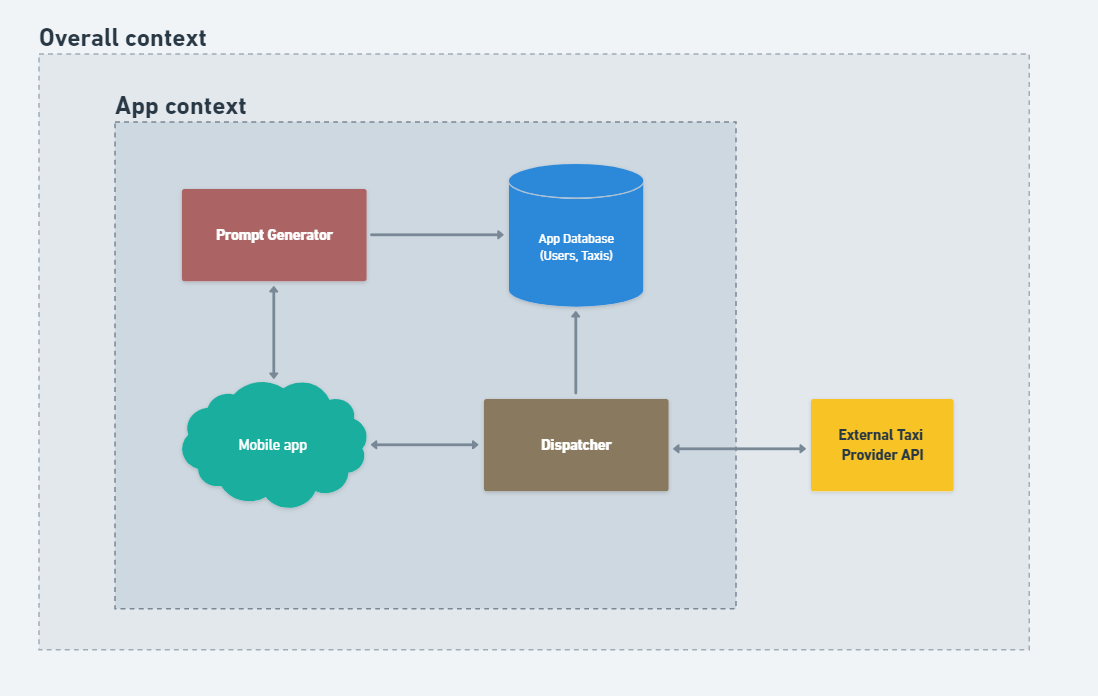 Overall context
App context
Prompt Generator
App Database
(Users, Taxis)
Mobile app
Dispatcher
External Taxi
Provider API